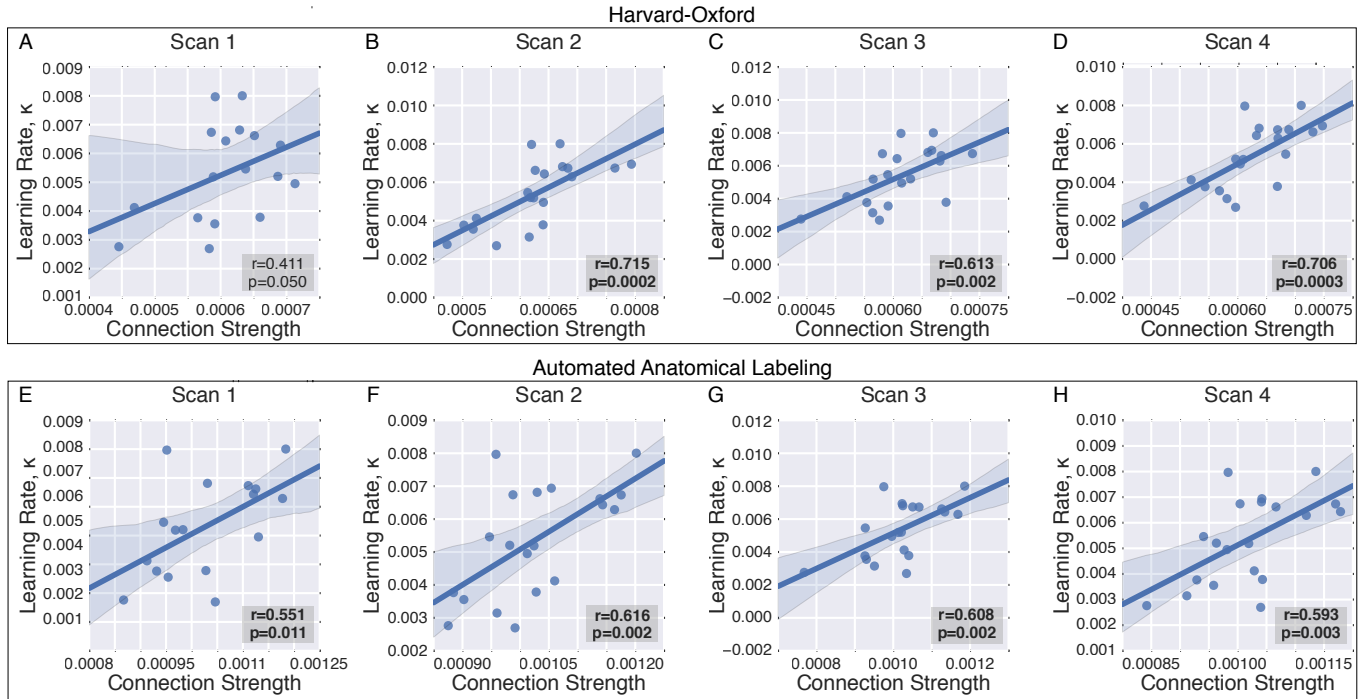 Harvard-Oxford
A Scan 1
Learning Rate, κ
0.009
0.008
0.007
0.006
0.005
0.004
0.003
0.002
0.001
0.0004 0.0005 0.0006 0.0007
Connection Strength
r=0.411
p=0.050
B Scan 2
Learning Rate, κ
0.012
0.010
0.008
0.006
0.004
0.002
0.000
0.0005 0.00065 0.0008
Connection Strength
r=0.715
p=0.0002
C Scan 3
Learning Rate, κ
0.012
0.010
0.008
0.006
0.004
0.002
0.000
−0.002
0.00045 0.00060 0.00075
Connection Strength
r=0.613
p=0.002
D Scan 4
Learning Rate, κ
0.010
0.008
0.006
0.004
0.002
0.000
−0.002
0.00045 0.00060 0.00075
Connection Strength
r=0.706
p=0.0003
Automated Anatomical Labeling
E Scan 1
Learning Rate, κ
0.009
0.008
0.007
0.006
0.005
0.004
0.003
0.002
0.001
0.0008 0.00095 0.0011 0.00125
Connection Strength
r=0.551
p=0.011
F Scan 2
Learning Rate, κ
0.009
0.008
0.007
0.006
0.005
0.004
0.003
0.002
0.00090 0.00105 0.00120
Connection Strength
r=0.616
p=0.002
G Scan 3
Learning Rate, κ
0.012
0.010
0.008
0.006
0.004
0.002
0.000
−0.002
0.0008 0.0010 0.0012
Connection Strength
r=0.608
p=0.002
H Scan 4
Learning Rate, κ
0.010
0.009
0.008
0.007
0.006
0.005
0.004
0.003
0.002
0.001
0.00085 0.00100 0.00115
Connection Strength
r=0.593
p=0.003